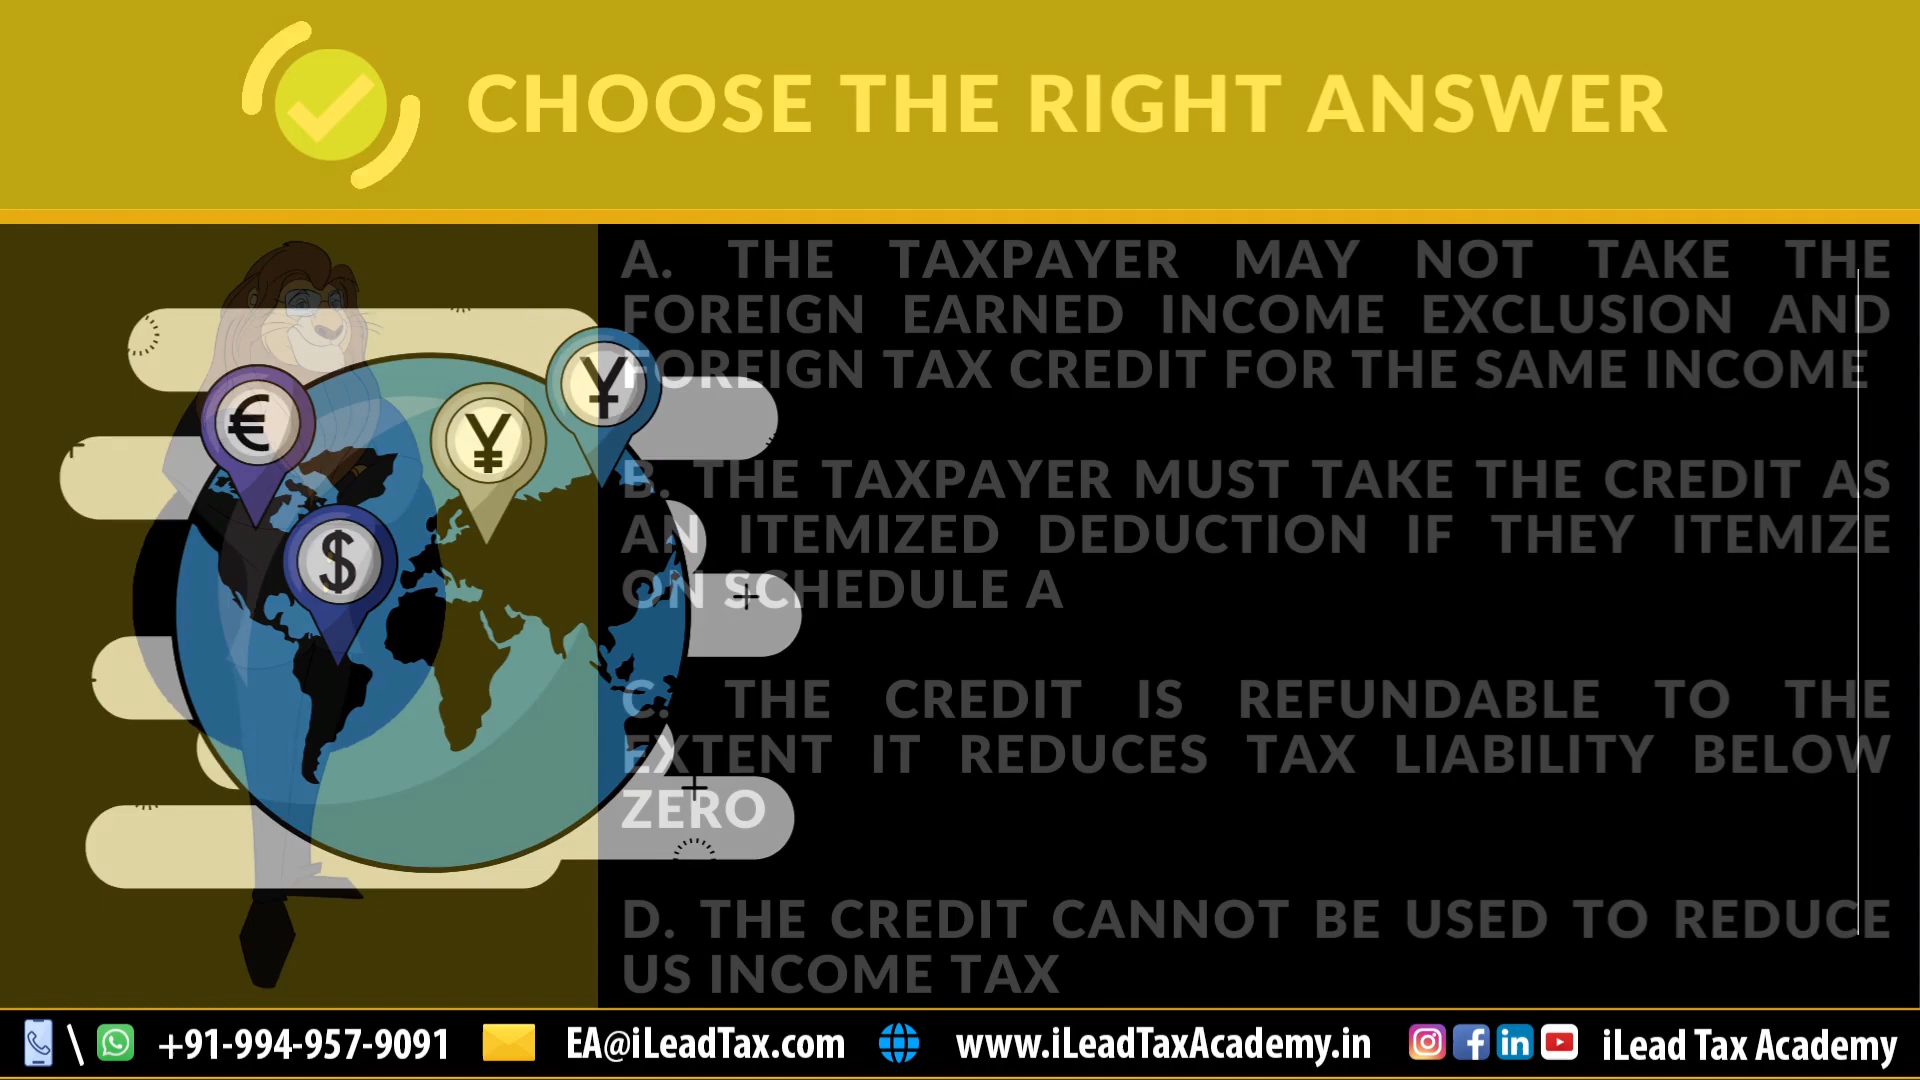 CHOOSE THE RIGHT ANSWER
A. THE TAXPAYER MAY NOT TAKE THE
FOREIGN EARNED INCOME EXCLUSION AND
FOREIGN TAX CREDIT FOR THE SAME INCOME
B. THE TAXPAYER MUST TAKE THE CREDIT AS
AN ITEMIZED DEDUCTION IF THEY ITEMIZE
ON SCHEDULE A
C. THE CREDIT IS REFUNDABLE TO THE
EXTENT IT REDUCES TAX LIABILITY BELOW
ZERO
D. THE CREDIT CANNOT BE USED TO REDUCE
US INCOME TAX
€
¥
¥
$
\ +91-994-957-9091 EA@iLeadTax.com www.iLeadTaxAcademy.in iLead Tax Academy